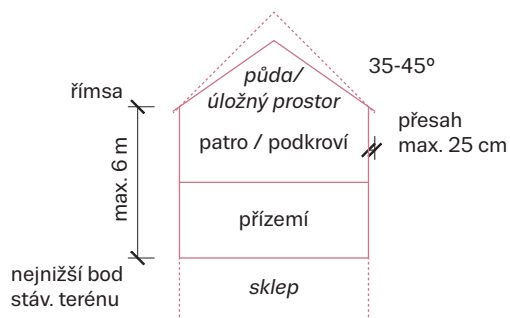 půda/
úložný prostor
35-45º
římsa
přesah
max. 25 cm
patro / podkroví
max. 6 m
přízemí
nejnižší bod
stáv. terénu
sklep